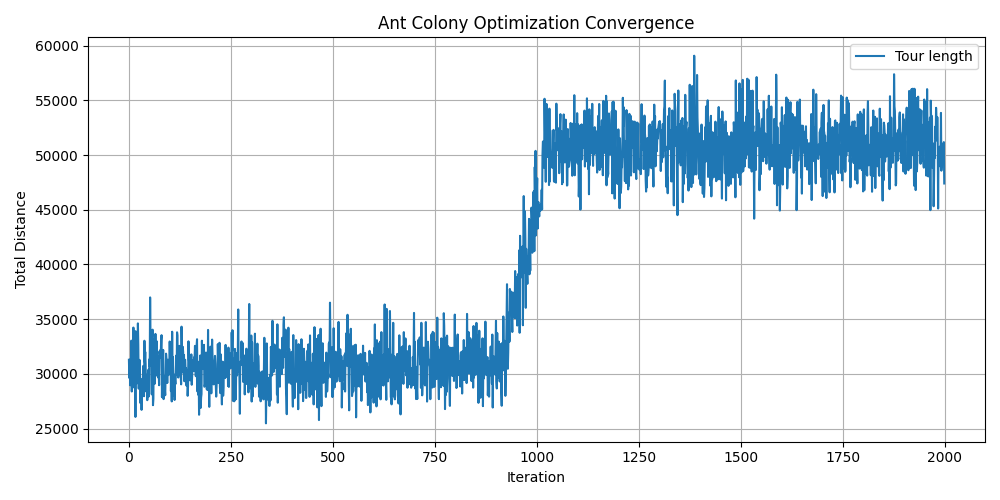 Ant Colony Optimization Convergence
Tour length
60000
55000
50000
45000
40000
35000
30000
25000
Total Distance
0 250 500 750 1000 1250 1500 1750 2000
Iteration